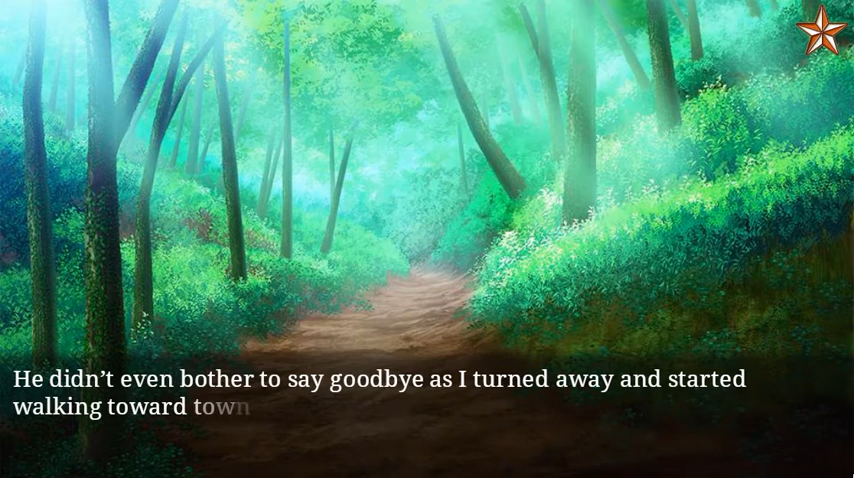 He didn’t even bother to say goodbye as I turned away and started
walking toward town